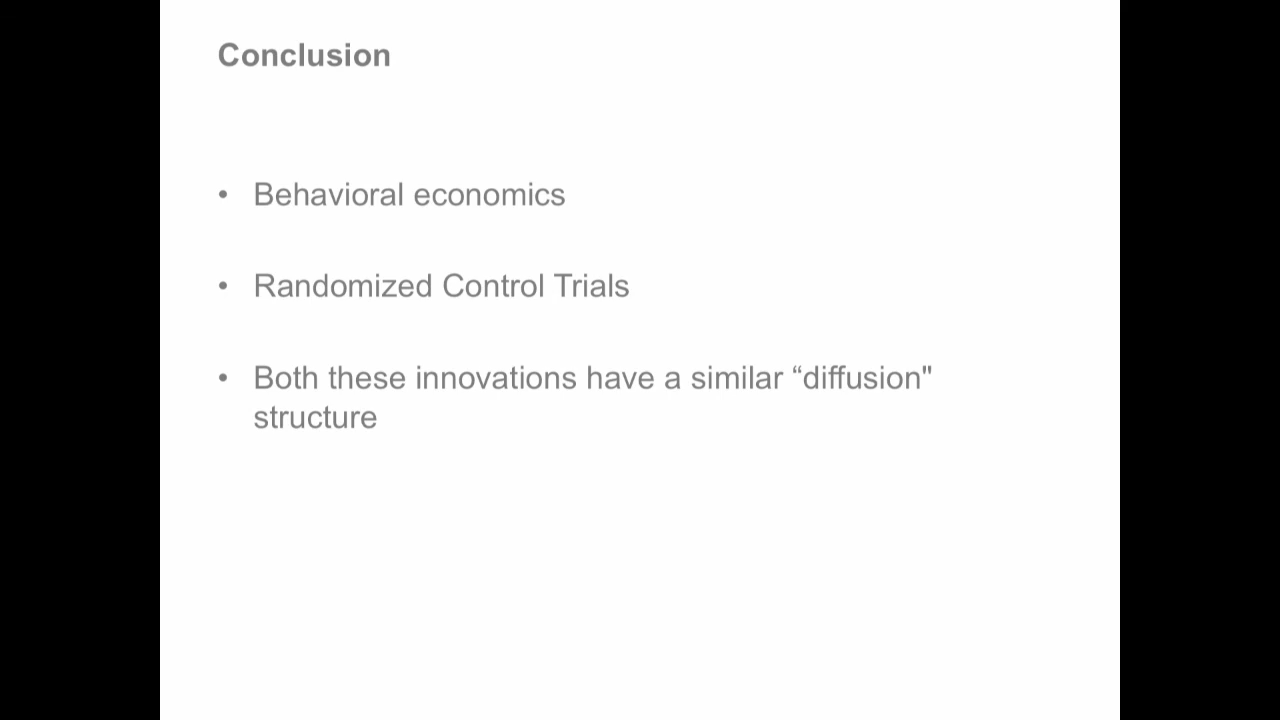 Conclusion
• Behavioral economics
• Randomized Control Trials
• Both these innovations have a similar “diffusion"
structure